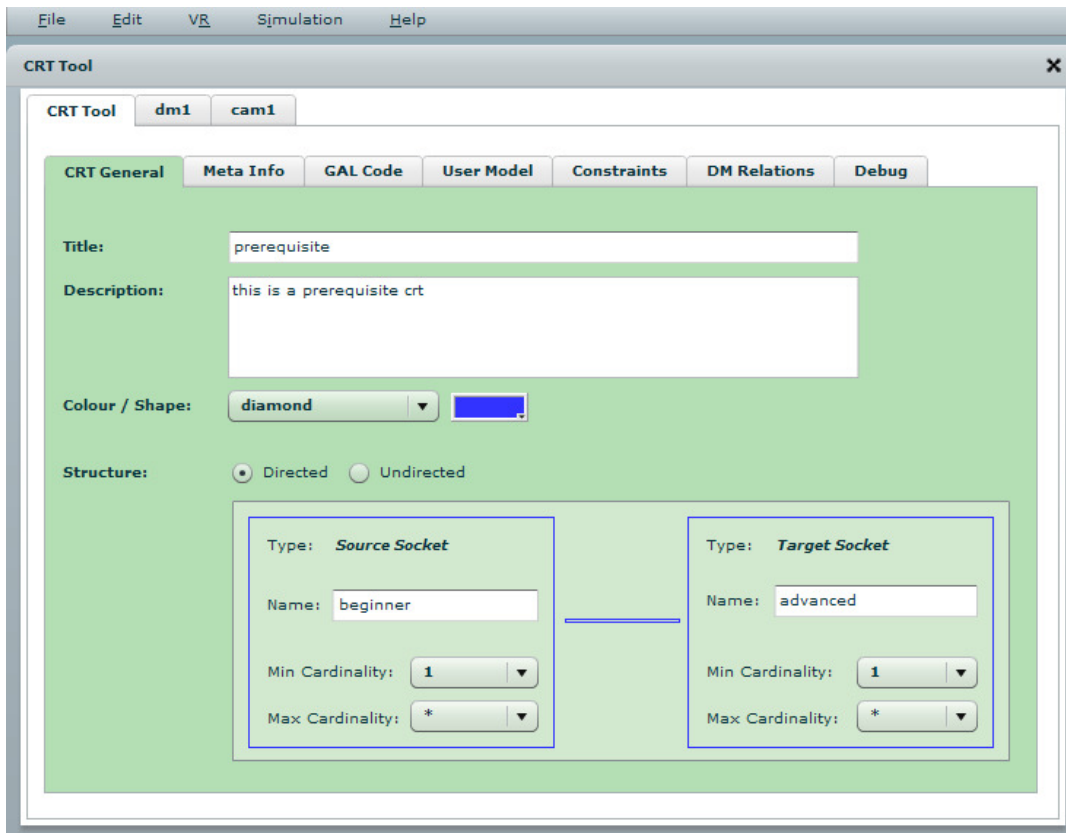 File Edit VR Simulation Help
CRT Tool
CRT Tool dm1 cam1
CRT General Meta Info GAL Code User Model Constraints DM Relations Debug
Title: prerequisite
Description: this is a prerequisite crt
Colour / Shape: diamond
Structure: Directed Undirected
Type: Source Socket Type: Target Socket
Name: beginner Name: advanced
Min Cardinality: 1 Min Cardinality: 1
Max Cardinality: * Max Cardinality: *